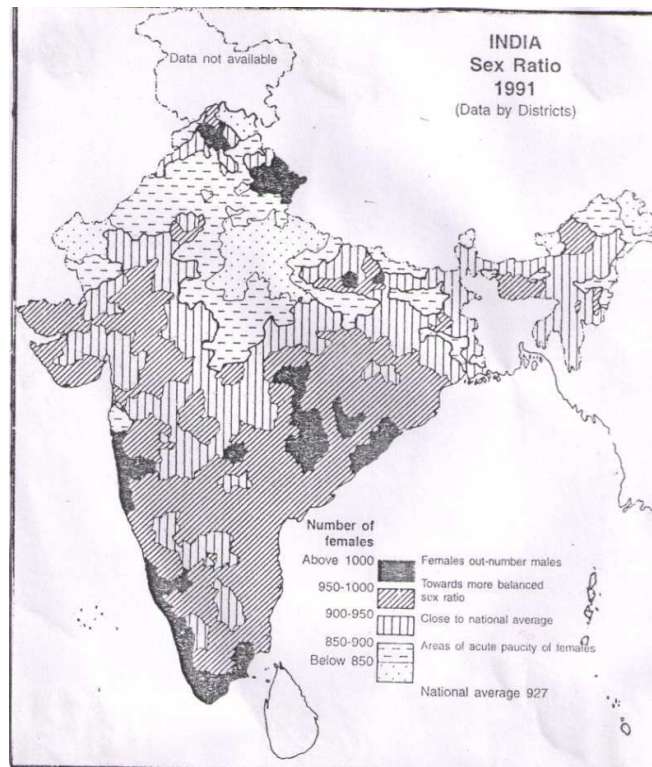 INDIA
Sex Ratio
1991
(Data by Districts)
Data not available
Number of
females
Above 1000
Females out-number males
950-1000
Towards more balanced
sex ratio
900-950
Close to national average
850-900
Areas of acute paucity of females
Below 850
National average 927